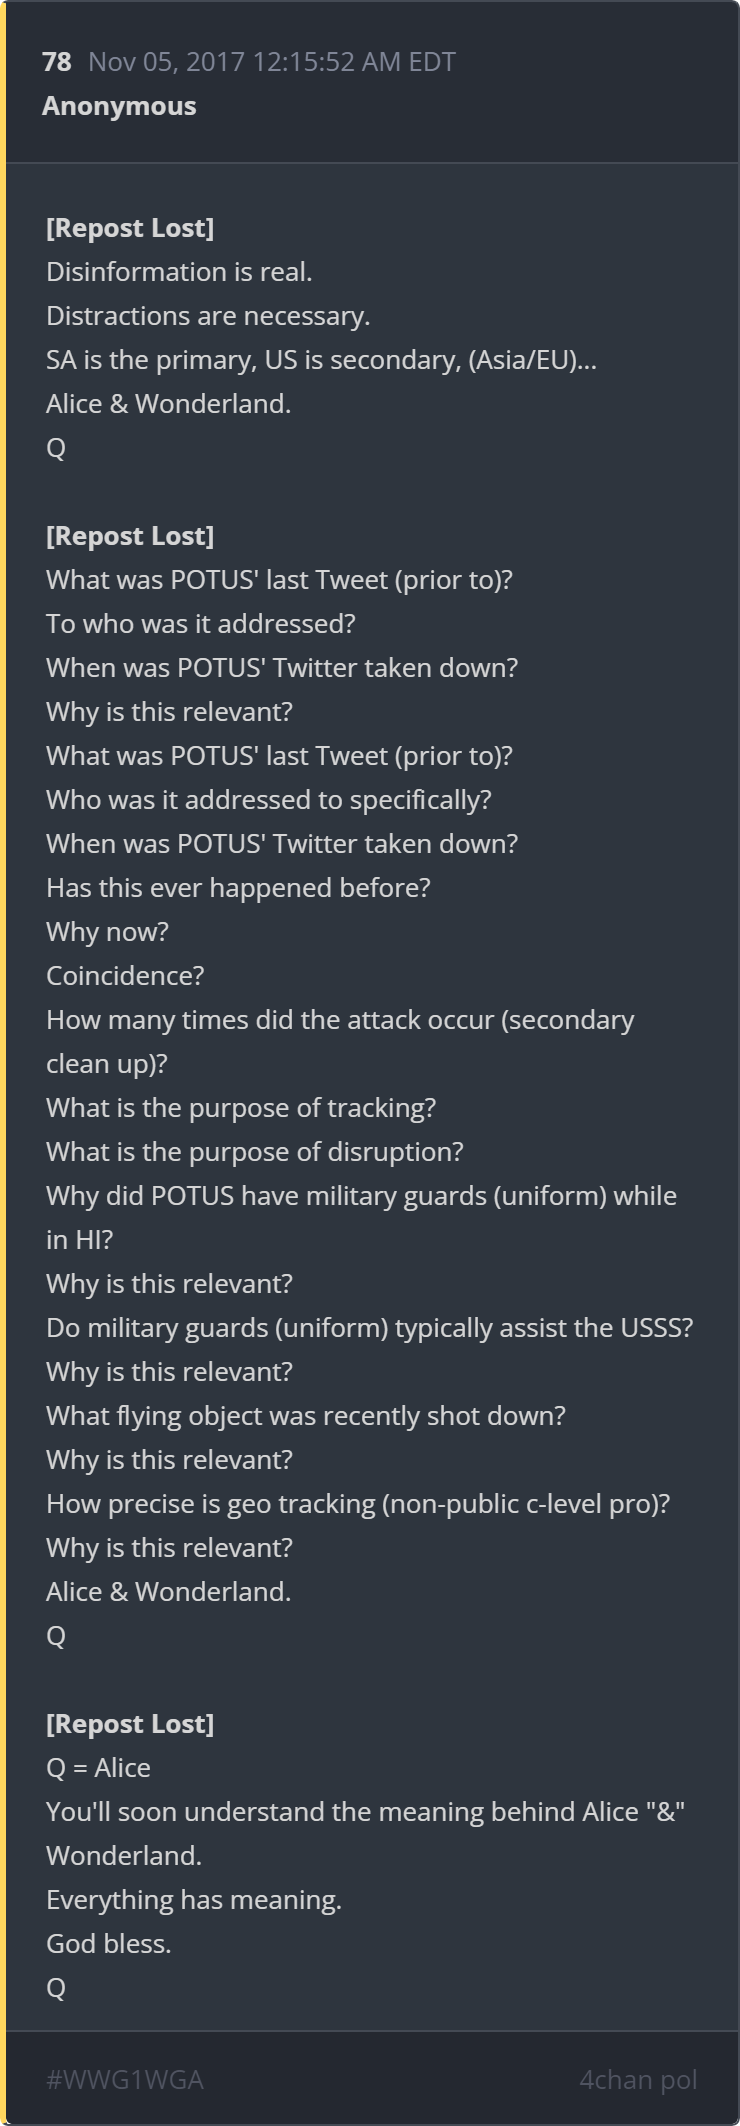 78 Nov 05, 2017 12:15:52 AM EDT
Anonymous
[Repost Lost]
Disinformation is real.
Distractions are necessary.
SA is the primary, US is secondary, (Asia/EU)...
Alice & Wonderland.
Q
[Repost Lost]
What was POTUS' last Tweet (prior to)?
To who was it addressed?
When was POTUS' Twitter taken down?
Why is this relevant?
What was POTUS' last Tweet (prior to)?
Who was it addressed to specifically?
When was POTUS' Twitter taken down?
Has this ever happened before?
Why now?
Coincidence?
How many times did the attack occur (secondary
clean up)?
What is the purpose of tracking?
What is the purpose of disruption?
Why did POTUS have military guards (uniform) while
in HI?
Why is this relevant?
Do military guards (uniform) typically assist the USSS?
Why is this relevant?
What flying object was recently shot down?
Why is this relevant?
How precise is geo tracking (non-public c-level pro)?
Why is this relevant?
Alice & Wonderland.
Q
[Repost Lost]
Q = Alice
You'll soon understand the meaning behind Alice "&"
Wonderland.
Everything has meaning.
God bless.
Q
#WWG1WGA 4chan pol